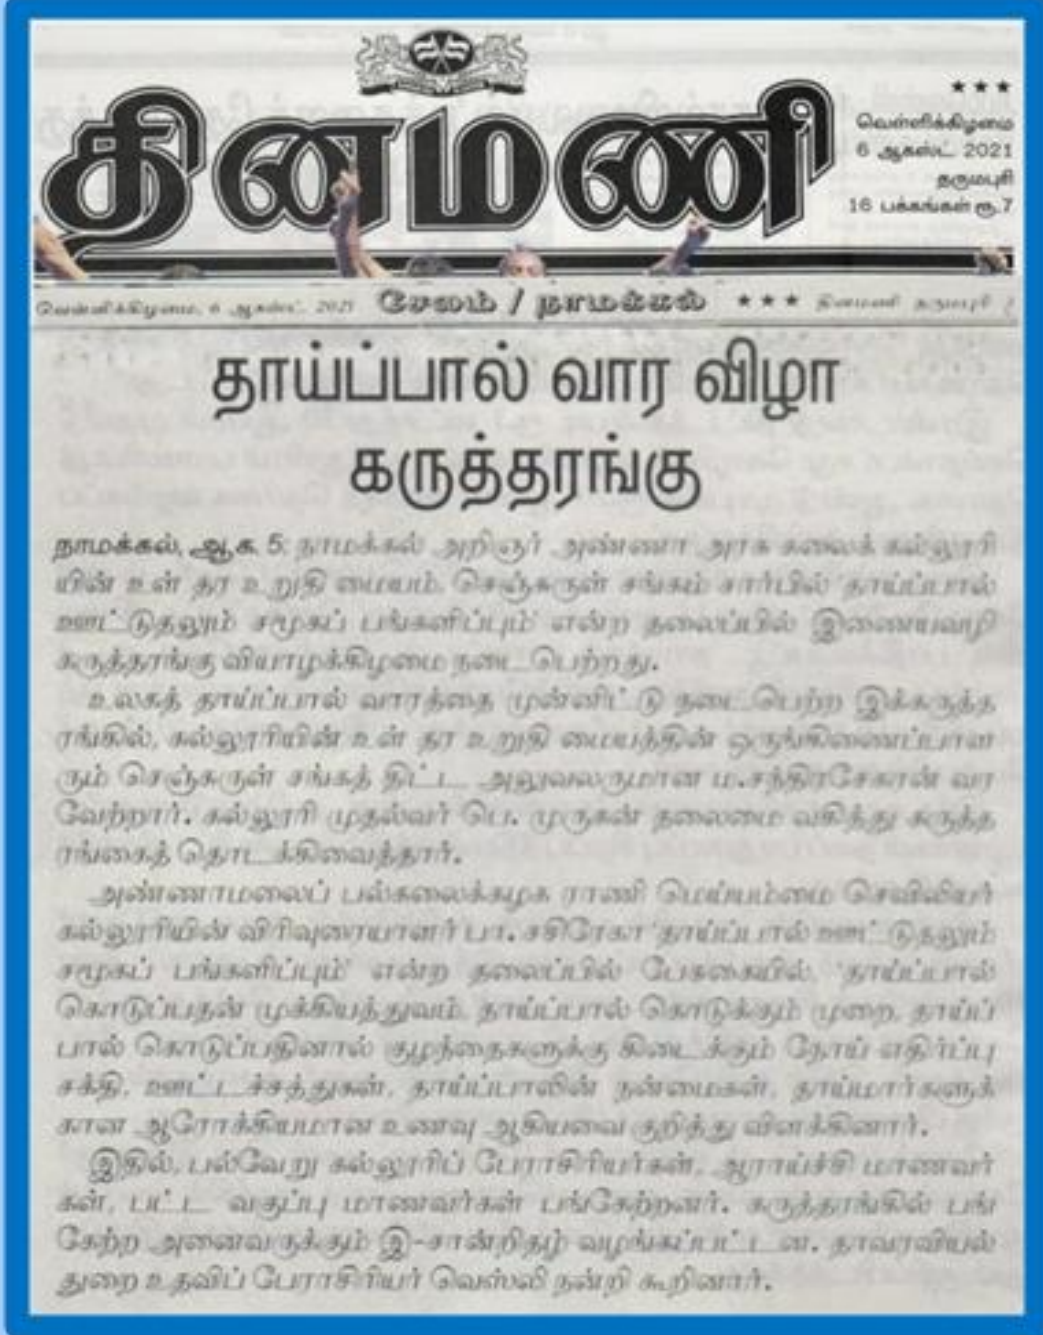 தினமணி
★★★
வெள்ளிக்கிழமை
6 ஆகஸ்ட் 2021
தருமபுரி
16 பக்கங்கள் ரூ.7
வெள்ளிக்கிழமை, 6 ஆகஸ்ட், 2021 சேலம் / நாமக்கல் ★★★ தினமணி தருமபுரி
தாய்ப்பால் வார விழா
கருத்தரங்கு
நாமக்கல், ஆக. 5: நாமக்கல் அறிஞர் அண்ணா அரசு கலைக் கல்லூரி
யின் உள் தர உறுதி மையம், செஞ்சுருள் சங்கம் சார்பில் 'தாய்ப்பால்
ஊட்டுதலும் சமூகப் பங்களிப்பும்' என்ற தலைப்பில் இணையவழி
கருத்தரங்கு வியாழக்கிழமை நடைபெற்றது.
உலகத் தாய்ப்பால் வாரத்தை முன்னிட்டு நடைபெற்ற இக்கருத்த
ரங்கில், கல்லூரியின் உள் தர உறுதி மையத்தின் ஒருங்கிணைப்பாள
ரும் செஞ்சுருள் சங்கத் திட்ட அலுவலருமான ம.சந்திரசேகரன் வர
வேற்றார். கல்லூரி முதல்வர் பெ. முருகன் தலைமை வகித்து கருத்த
ரங்கைத் தொடக்கிவைத்தார்.
அண்ணாமலைப் பல்கலைக்கழக ராணி மெய்யம்மை செவிலியர்
கல்லூரியின் விரிவுரையாளர் பா. சசிரேகா 'தாய்ப்பால் ஊட்டுதலும்
சமூகப் பங்களிப்பும்' என்ற தலைப்பில் பேசுகையில், 'தாய்ப்பால்
கொடுப்பதன் முக்கியத்துவம், தாய்ப்பால் கொடுக்கும் முறை, தாய்ப்
பால் கொடுப்பதினால் குழந்தைகளுக்கு கிடைக்கும் நோய் எதிர்ப்பு
சக்தி, ஊட்டச்சத்துகள், தாய்ப்பாலின் நன்மைகள், தாய்மார்களுக்
கான ஆரோக்கியமான உணவு ஆகியவை குறித்து விளக்கினார்.
இதில், பல்வேறு கல்லூரிப் பேராசிரியர்கள், ஆராய்ச்சி மாணவர்
கள், பட்ட வகுப்பு மாணவர்கள் பங்கேற்றனர். கருத்தரங்கில் பங்
கேற்ற அனைவருக்கும் இ-சான்றிதழ் வழங்கப்பட்டன. தாவரவியல்
துறை உதவிப் பேராசிரியர் வெஸ்லி நன்றி கூறினார்.